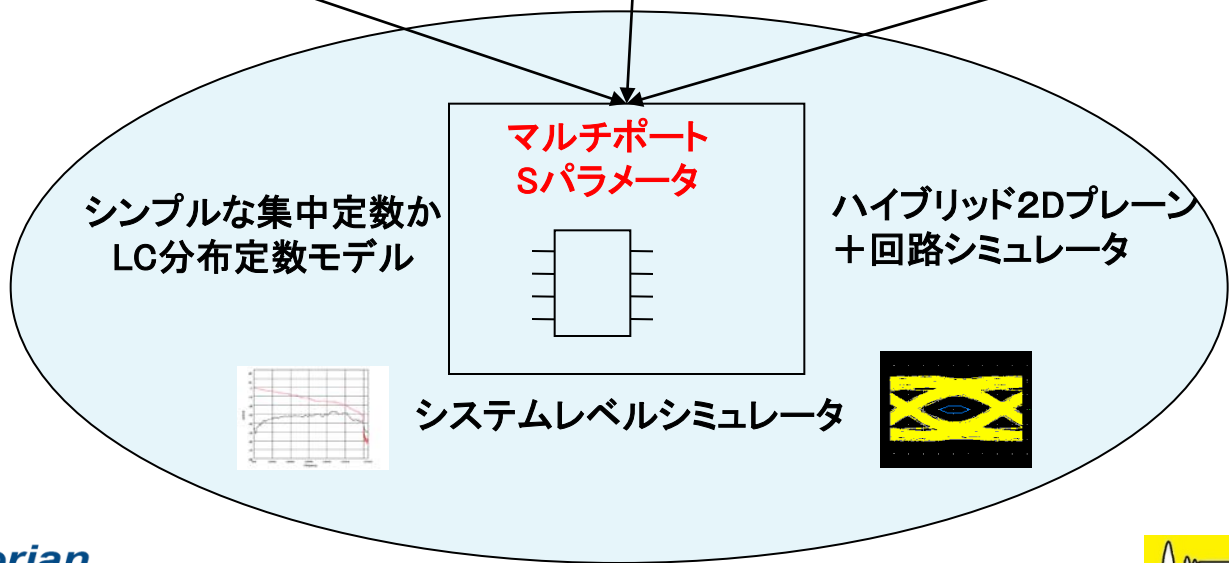 マルチポート
Sパラメータ
シンプルな集中定数か
LC分布定数モデル
ハイブリッド2Dプレーン
＋回路シミュレータ
システムレベルシミュレータ